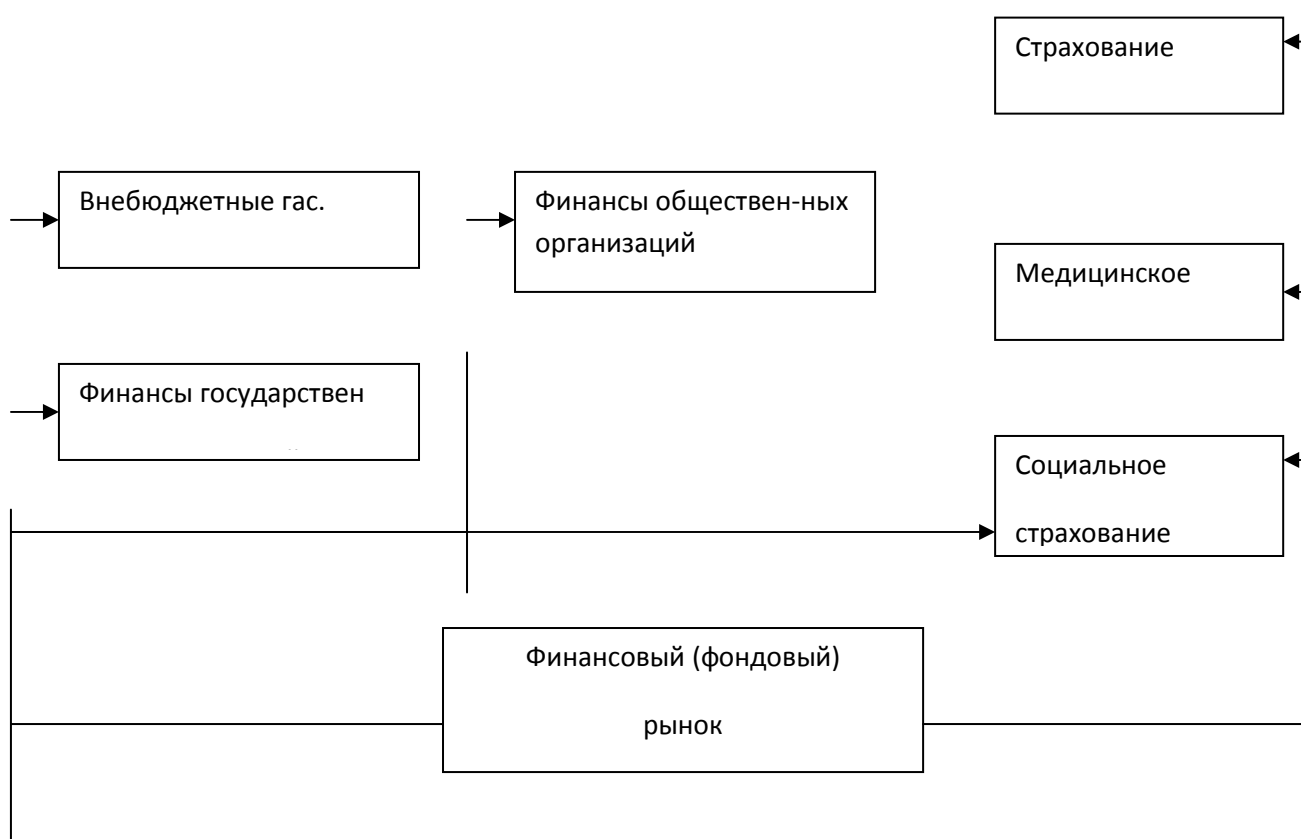 Страхование
Внебюджетные гас.
Финансы обществен-ных
организаций
Медицинское
Финансы государствен
Социальное
страхование
Финансовый (фондовый)
рынок